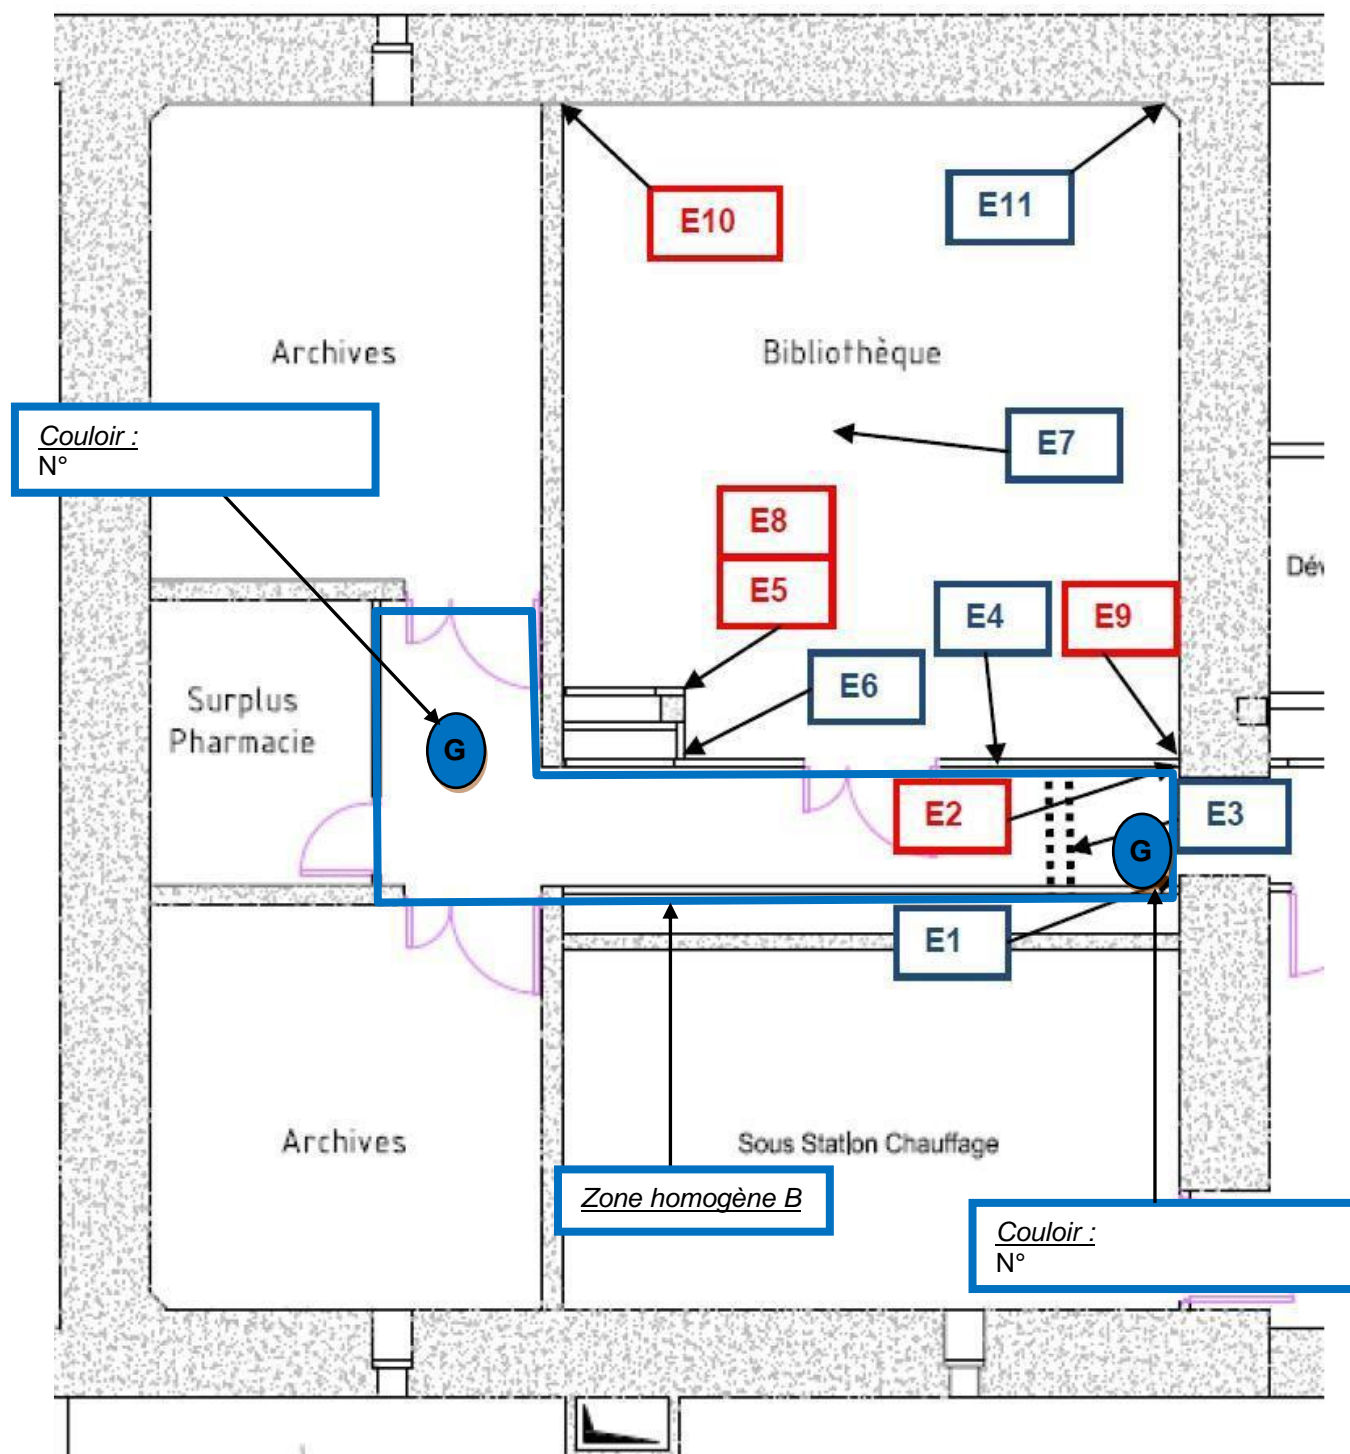 E10
E11
Archives
Bibliothèque
Couloir :
N°
E7
E8
E5
Dév
E4
E9
E6
Surplus
Pharmacie
G
E2
E3
G
E1
Archives
Sous Station Chauffage
Zone homogène B
Couloir :
N°